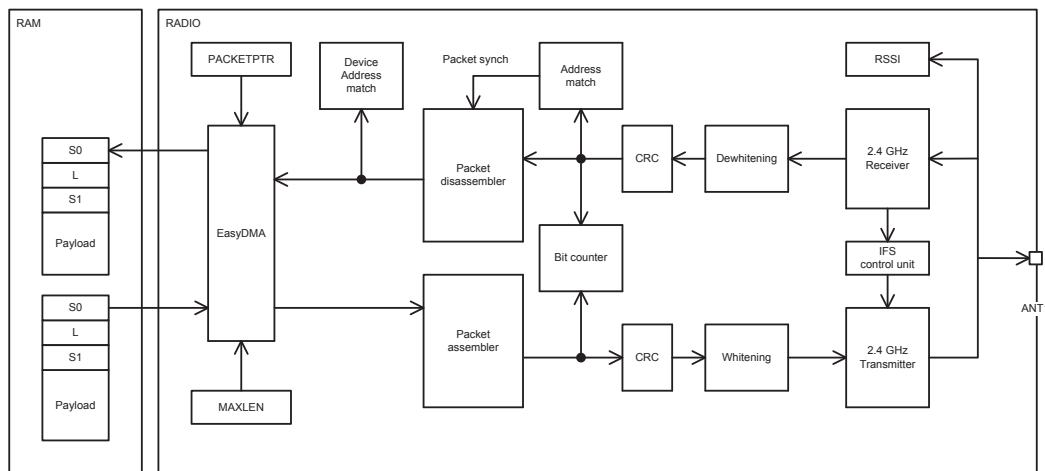 RAM
RADIO
PACKETPTR
Device
Address
match
Packet synch
Address
match
RSSI
S0
L
S1
Payload
EasyDMA
Packet
disassembler
CRC
Dewhitening
2.4 GHz
Receiver
Bit counter
IFS
control unit
ANT1
S0
L
S1
Payload
Packet
assembler
CRC
Whitening
2.4 GHz
Transmitter
MAXLEN